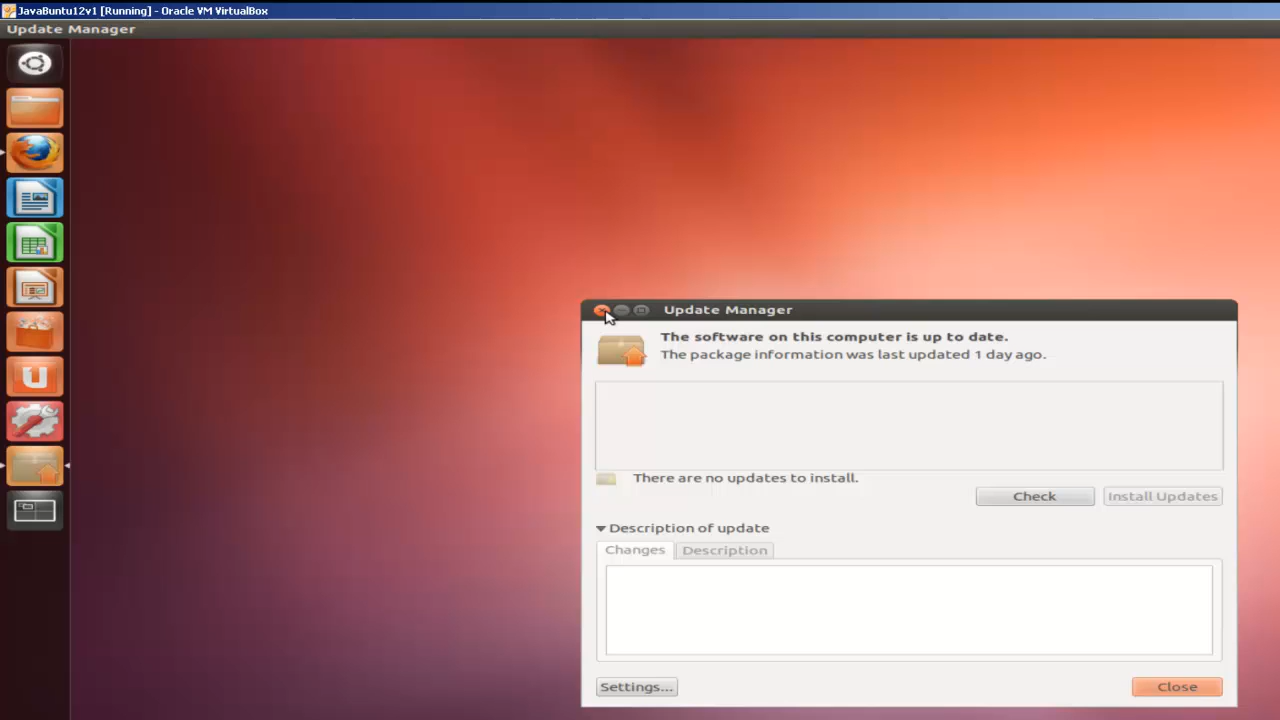 JavaBuntu12v1 [Running] - Oracle VM VirtualBox
Update Manager
Update Manager
The software on this computer is up to date.
The package information was last updated 1 day ago.
There are no updates to install.
Check
Install Updates
Description of update
Changes
Description
Settings...
Close